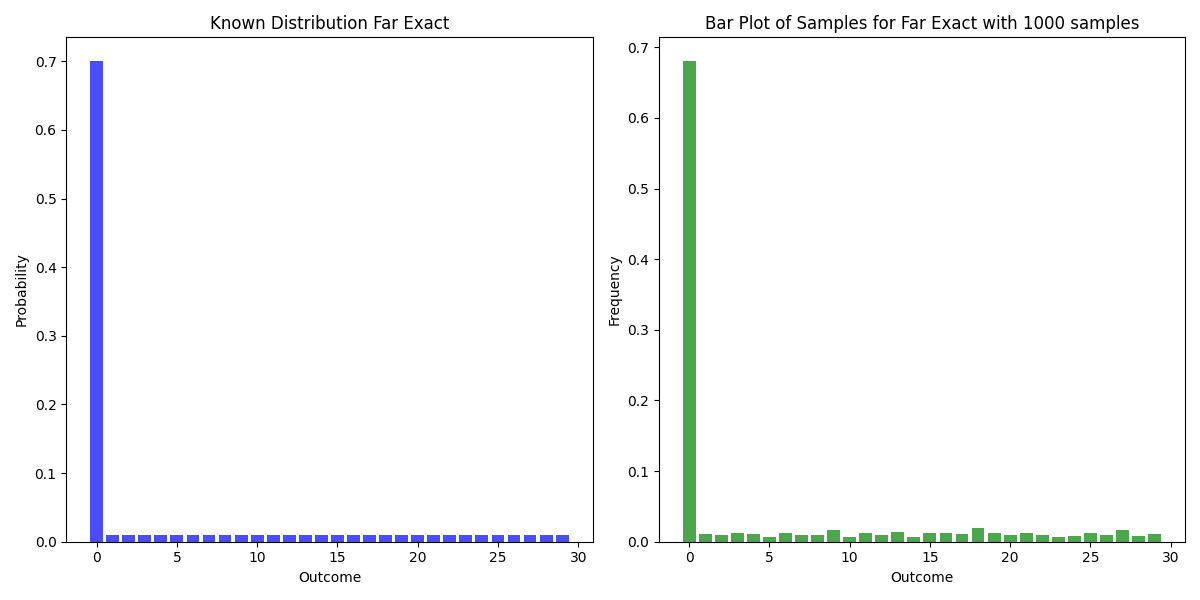 Known Distribution Far Exact
0.7
0.6
0.5
0.4
0.3
0.2
0.1
0.0
Probability
0 5 10 15 20 25 30
Outcome
Bar Plot of Samples for Far Exact with 1000 samples
0.7
0.6
0.5
0.4
0.3
0.2
0.1
0.0
Frequency
0 5 10 15 20 25 30
Outcome